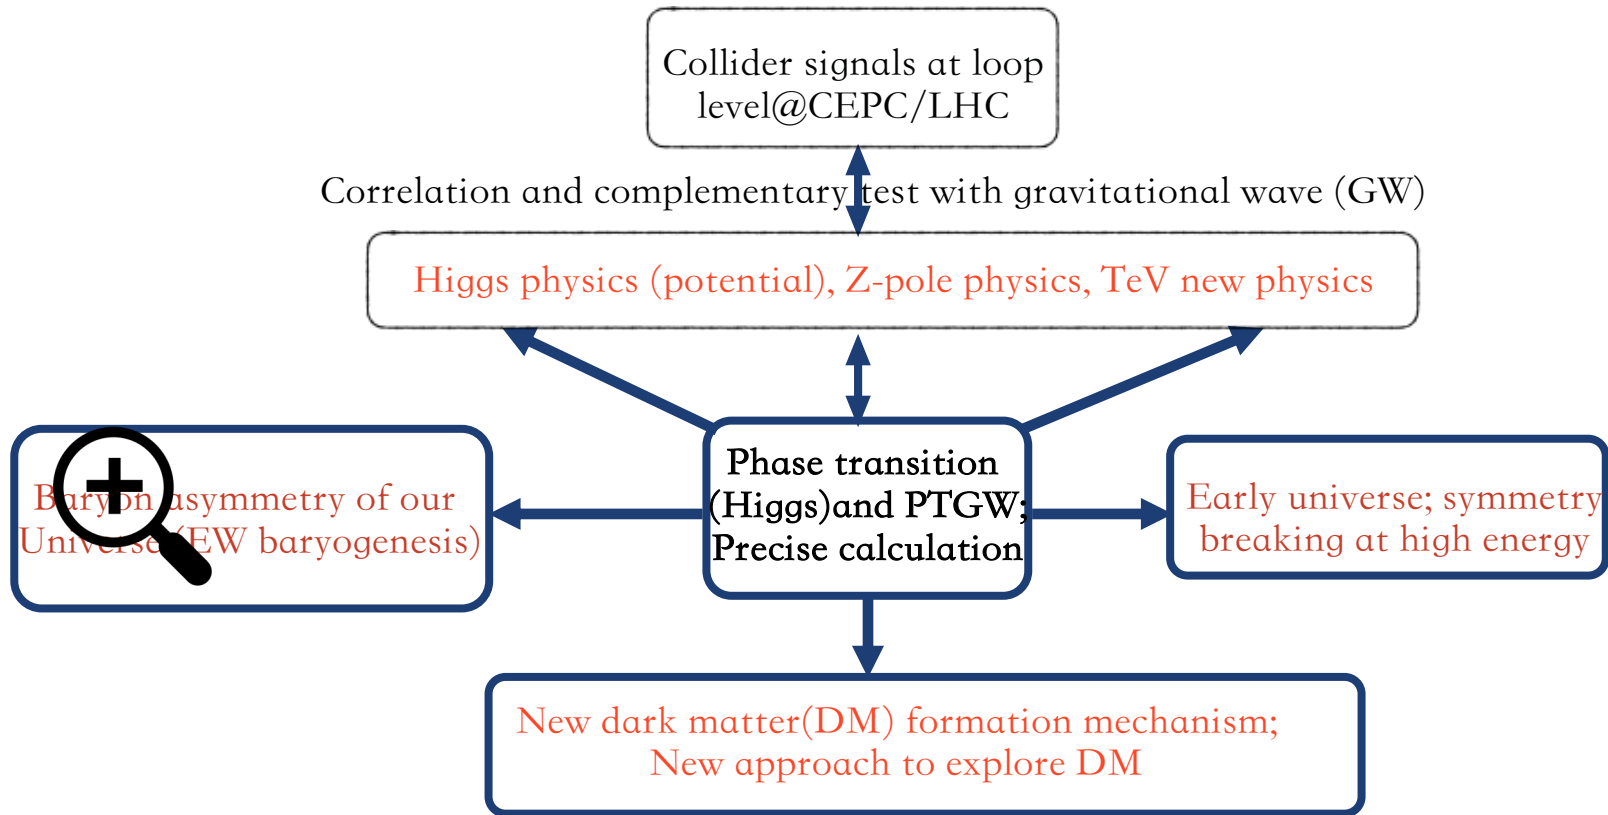 Collider signals at loop
level@CEPC/LHC
Correlation and complementary test with gravitational wave (GW)
Higgs physics (potential), Z-pole physics, TeV new physics
Baryon asymmetry of our
Universe (EW baryogenesis)
Phase transition
(Higgs)and PTGW;
Precise calculation
Early universe; symmetry
breaking at high energy
New dark matter(DM) formation mechanism;
New approach to explore DM